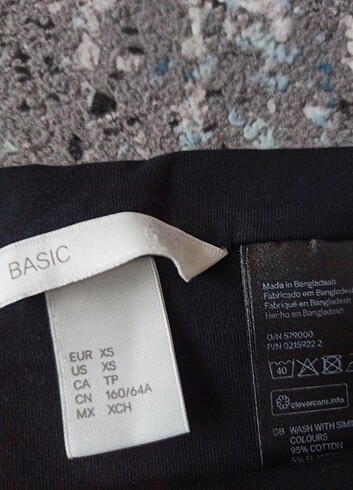 BASIC
EUR XS
US XS
CA TP
CN 160/64A
MX XCH
Made in Bangladesh
Fabricado em Bangladesh
Fabriqué en Bangladesh
Hecho en Bangladesh
O/N 579000
P/N 0215922 2
40
clevercare.info
GB WASH WITH
COLOURS
95% COTTON